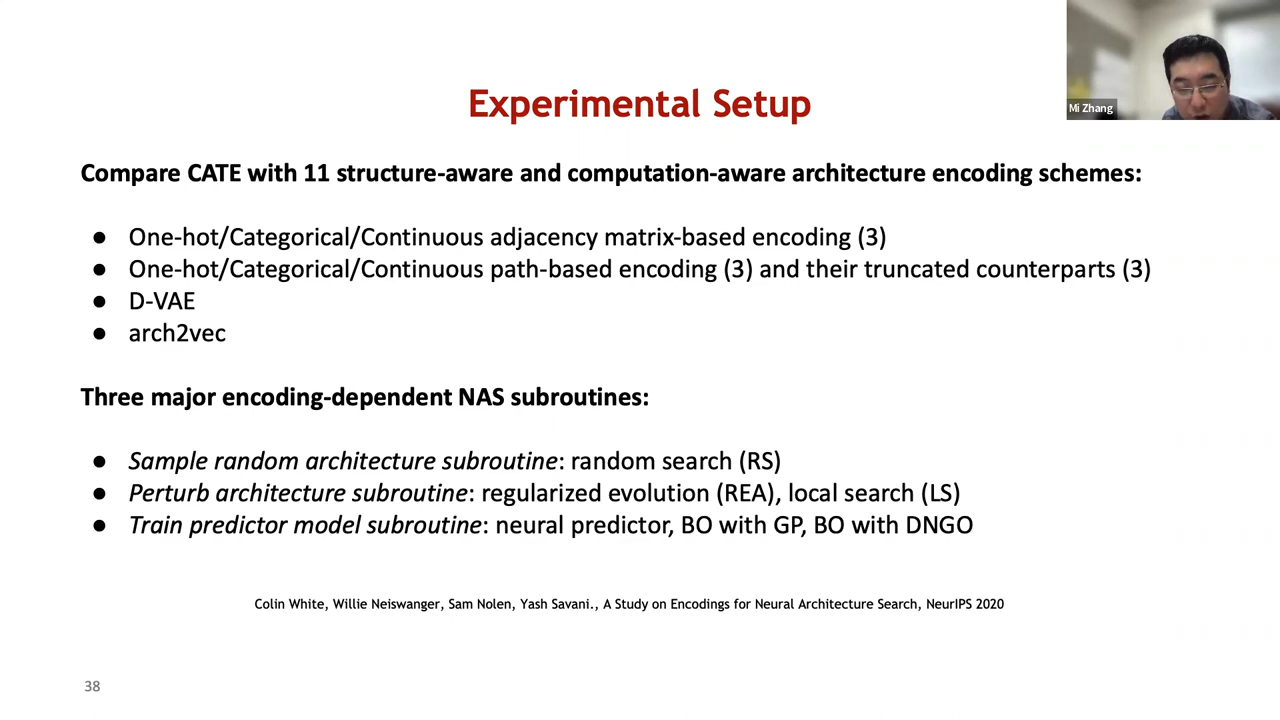 Mi Zhang
Experimental Setup
Compare CATE with 11 structure-aware and computation-aware architecture encoding schemes:
● One-hot/Categorical/Continuous adjacency matrix-based encoding (3)
● One-hot/Categorical/Continuous path-based encoding (3) and their truncated counterparts (3)
● D-VAE
● arch2vec
Three major encoding-dependent NAS subroutines:
● Sample random architecture subroutine: random search (RS)
● Perturb architecture subroutine: regularized evolution (REA), local search (LS)
● Train predictor model subroutine: neural predictor, BO with GP, BO with DNGO
Colin White, Willie Neiswanger, Sam Nolen, Yash Savani., A Study on Encodings for Neural Architecture Search, NeurIPS 2020
38